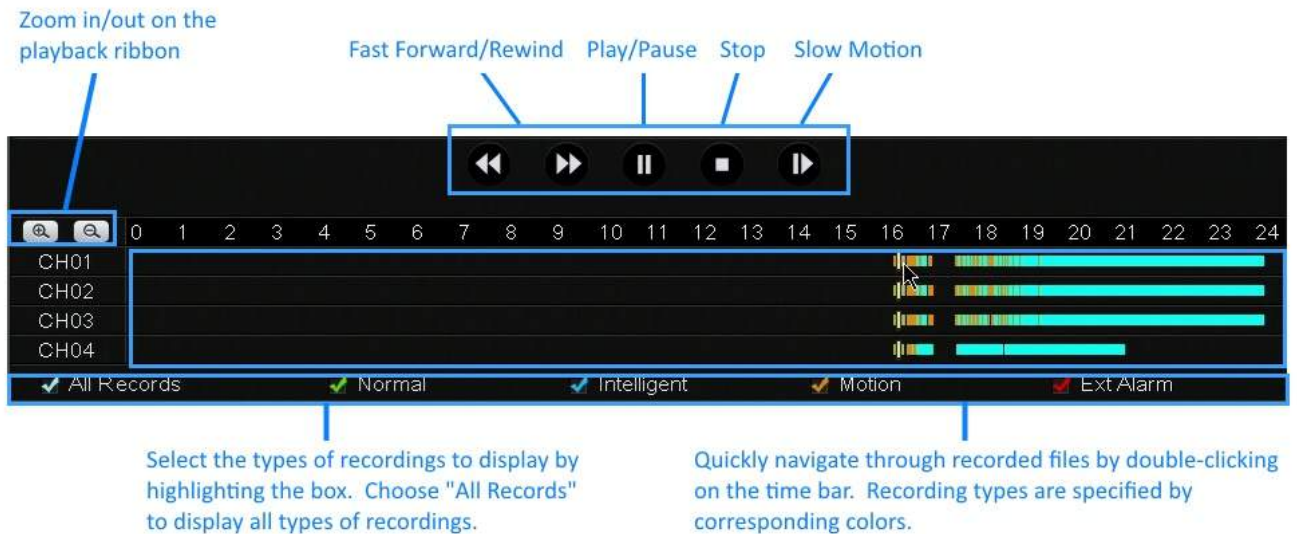 Zoom in/out on the
playback ribbon
Fast Forward/Rewind Play/Pause Stop Slow Motion
0 1 2 3 4 5 6 7 8 9 10 11 12 13 14 15 16 17 18 19 20 21 22 23 24
CH01
CH02
CH03
CH04
All Records Normal Intelligent Motion Ext Alarm
Select the types of recordings to display by
highlighting the box. Choose "All Records"
to display all types of recordings.
Quickly navigate through recorded files by double-clicking
on the time bar. Recording types are specified by
corresponding colors.